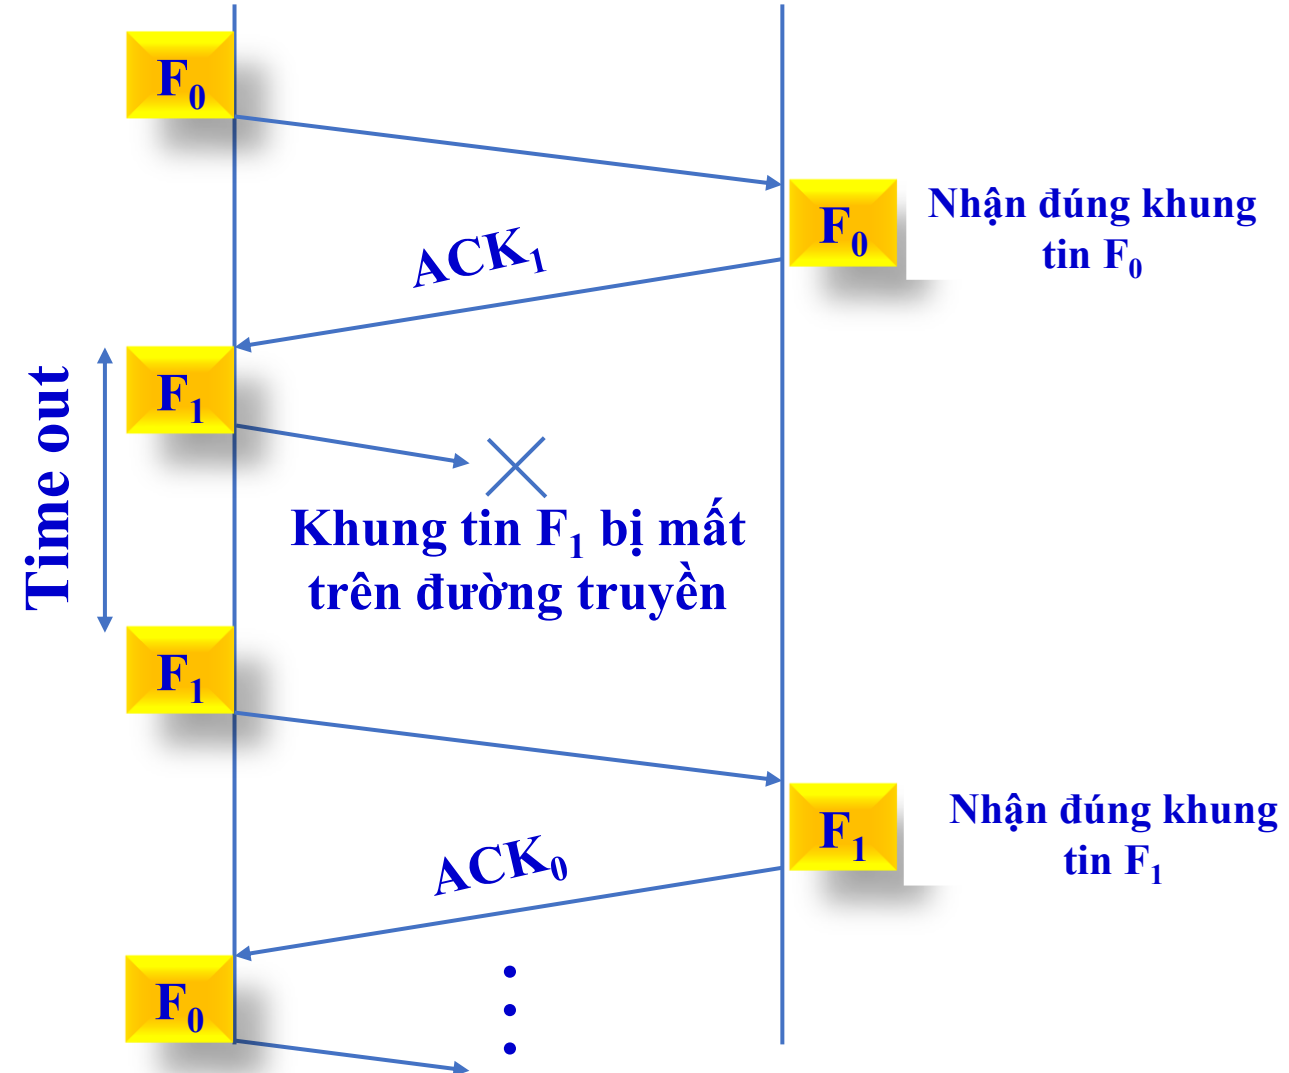 F₀
F₀
Nhận đúng khung
tin F₀
ACK₁
Time out
F₁
Khung tin F₁ bị mất
trên đường truyền
F₁
F₁
Nhận đúng khung
tin F₁
ACK₀
F₀